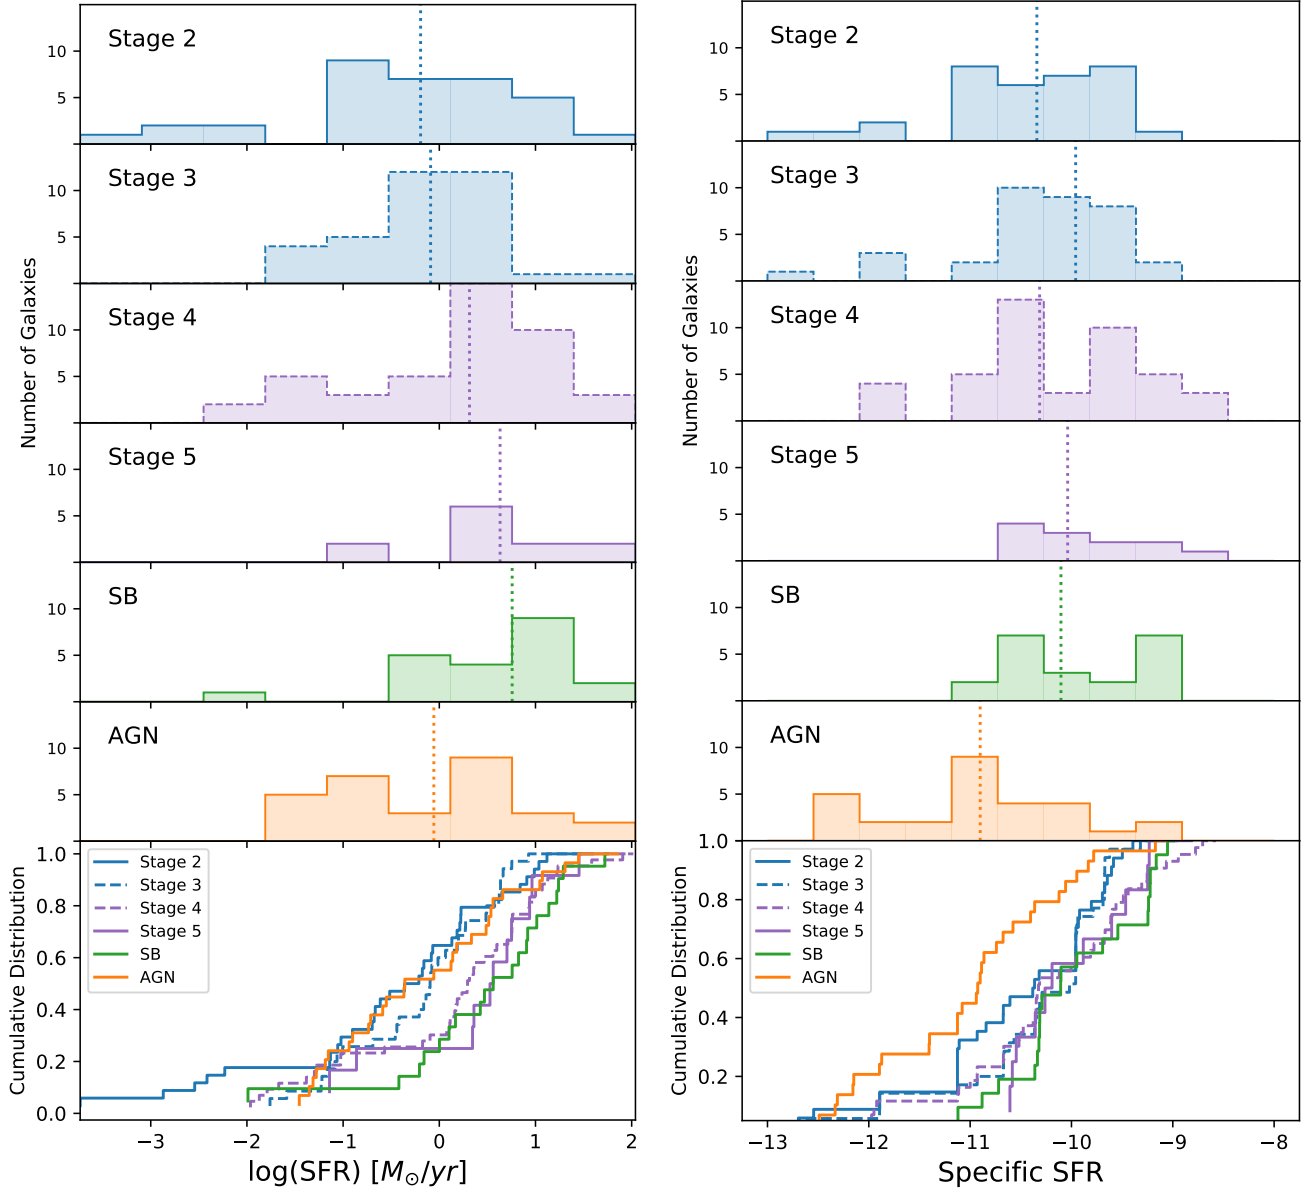 Stage 2
10
5
Stage 3
10
5
Stage 4
10
5
Stage 5
10
5
SB
10
5
AGN
10
5
Number of Galaxies
1.0
0.8
0.6
0.4
0.2
0.0
Cumulative Distribution
Stage 2
Stage 3
Stage 4
Stage 5
SB
AGN
−3 −2 −1 0 1 2
log(SFR) [M⊙/yr]
Stage 2
10
5
Stage 3
10
5
Stage 4
10
5
Stage 5
10
5
SB
10
5
AGN
10
5
Number of Galaxies
1.0
0.8
0.6
0.4
0.2
Cumulative Distribution
Stage 2
Stage 3
Stage 4
Stage 5
SB
AGN
−13 −12 −11 −10 −9 −8
Specific SFR